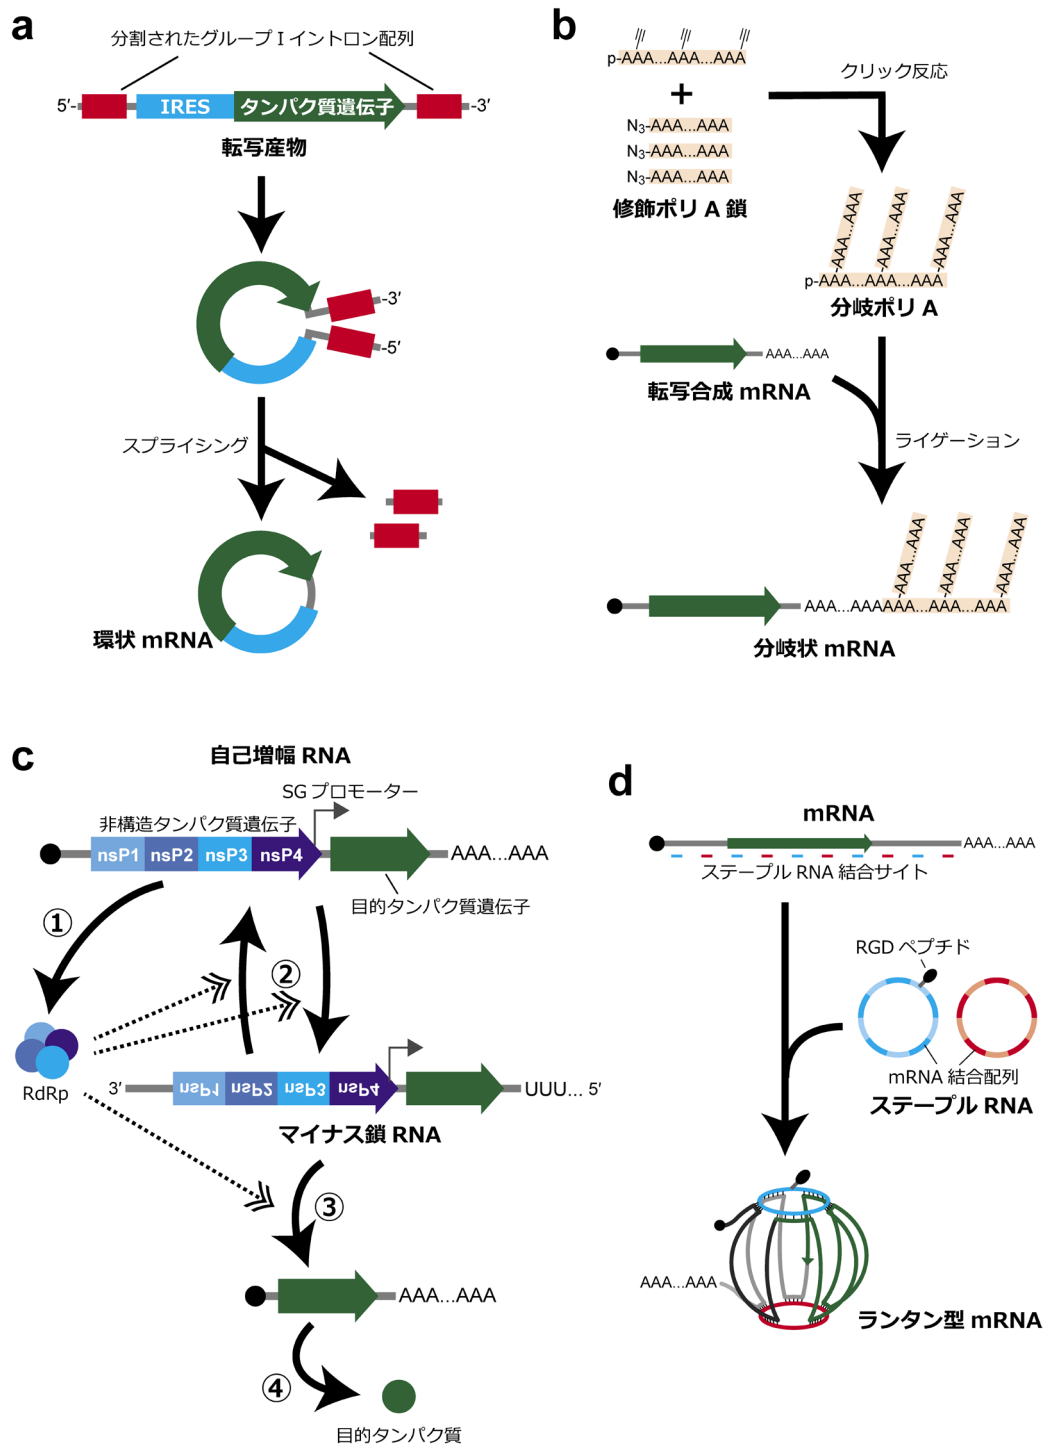 a
分割されたグループ I イントロン配列
5′-
IRES
タンパク質遺伝子
-3′
転写産物
-3′
-5′
スプライシング
環状 mRNA
b
p-AAA...AAA...AAA
+
クリック反応
N3-AAA...AAA
N3-AAA...AAA
N3-AAA...AAA
修飾ポリ A 鎖
AAA...AAA
AAA...AAA
AAA...AAA
p-AAA...AAA...AAA
分岐ポリ A
AAA...AAA
転写合成 mRNA
ライゲーション
AAA...AAA
AAA...AAA
AAA...AAA
AAA...AAAAAA...AAA...AAA
分岐状 mRNA
c
自己増幅 RNA
SG プロモーター
非構造タンパク質遺伝子
nsP1
nsP2
nsP3
nsP4
AAA...AAA
目的タンパク質遺伝子
①
②
RdRp
3′
nsP1
nsP2
nsP3
nsP4
UUU... 5′
マイナス鎖 RNA
③
AAA...AAA
④
目的タンパク質
d
mRNA
AAA...AAA
ステープル RNA 結合サイト
RGD ペプチド
mRNA 結合配列
ステープル RNA
AAA...AAA
ランタン型 mRNA